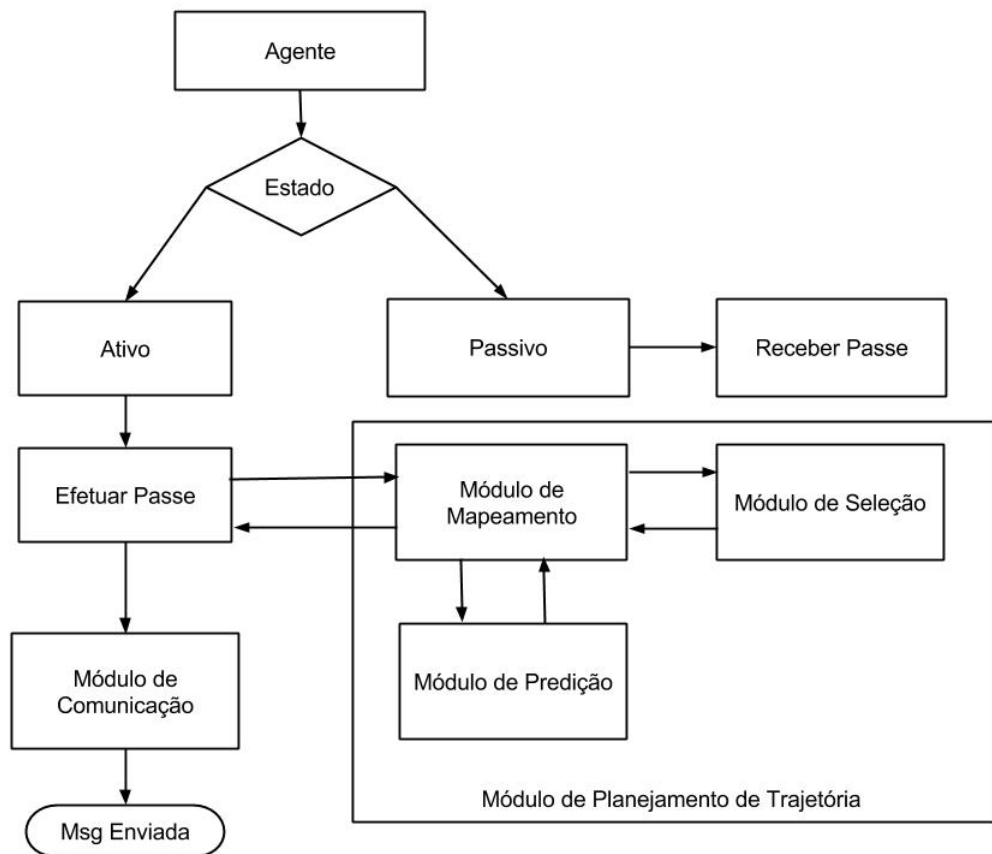 Agente
Estado
Ativo
Passivo
Receber Passe
Efetuar Passe
Módulo de
Mapeamento
Módulo de Seleção
Módulo de
Comunicação
Módulo de Predição
Módulo de Planejamento de Trajetória
Msg Enviada